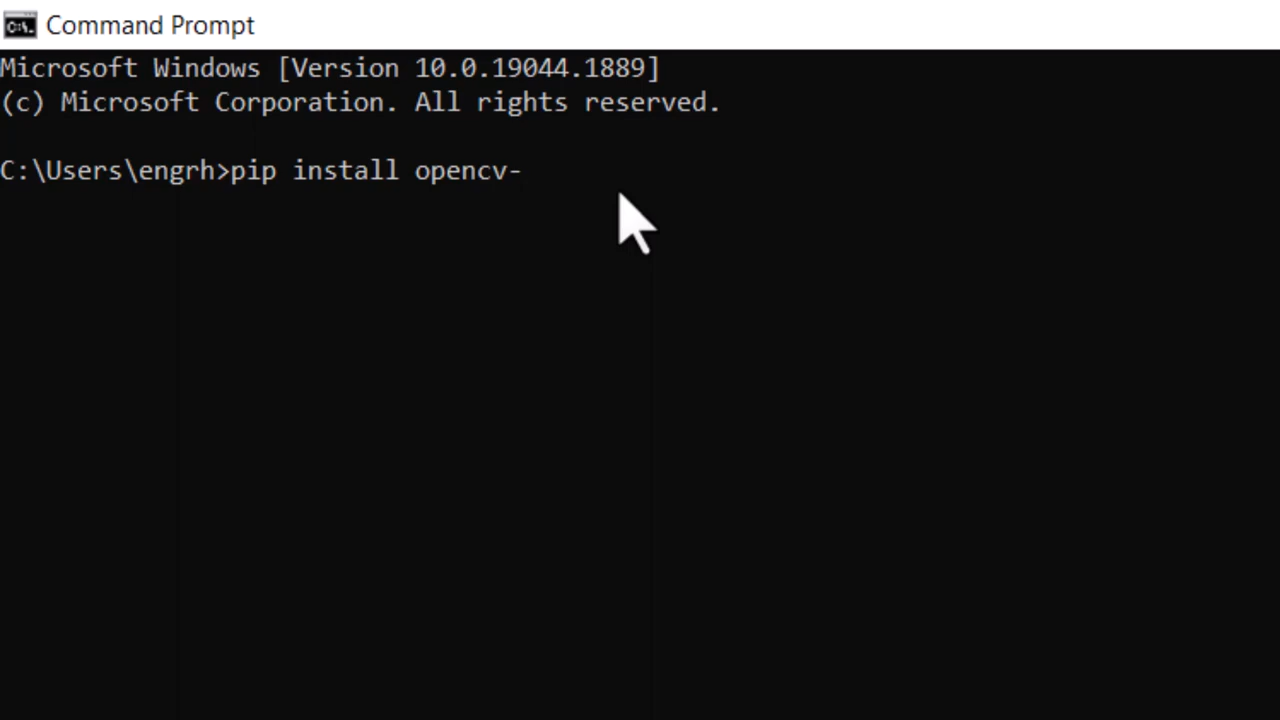 Command Prompt
Microsoft Windows [Version 10.0.19044.1889]
(c) Microsoft Corporation. All rights reserved.
C:\Users\engrh>pip install opencv-